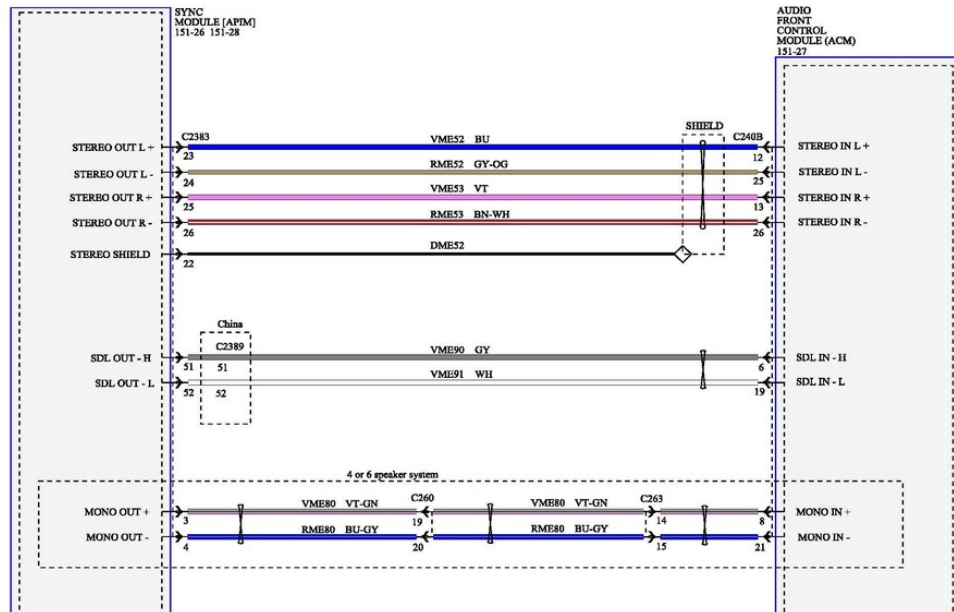 SYNC
MODULE [APIM]
151-26 151-28
AUDIO
FRONT
CONTROL
MODULE (ACM)
151-27
C2383
VME52 BU
SHIELD
C240B
STEREO OUT L +
23
12
STEREO IN L +
RME52 GY-OG
STEREO OUT L -
24
25
STEREO IN L -
VME53 VT
STEREO OUT R +
25
13
STEREO IN R +
RME53 BN-WH
STEREO OUT R -
26
26
STEREO IN R -
DME52
STEREO SHIELD
22
China
C2389
VME90 GY
SDL OUT - H
51
51
6
SDL IN - H
VME91 WH
SDL OUT - L
52
52
19
SDL IN - L
4 or 6 speaker system
VME80 VT-GN
C260
VME80 VT-GN
C263
MONO OUT +
3
19
14
8
MONO IN +
RME80 BU-GY
RME80 BU-GY
MONO OUT -
4
20
15
21
MONO IN -